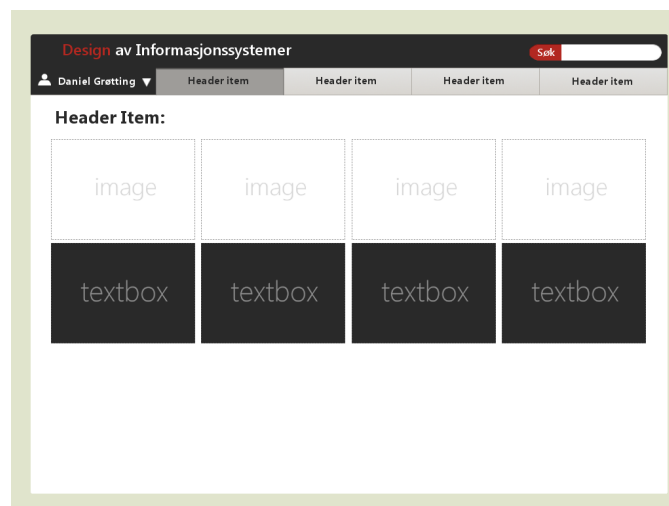 Design av Informasjonssystemer
Søk
Daniel Grøtting
Header item
Header item
Header item
Header item
Header Item:
image image image image
textbox textbox textbox textbox